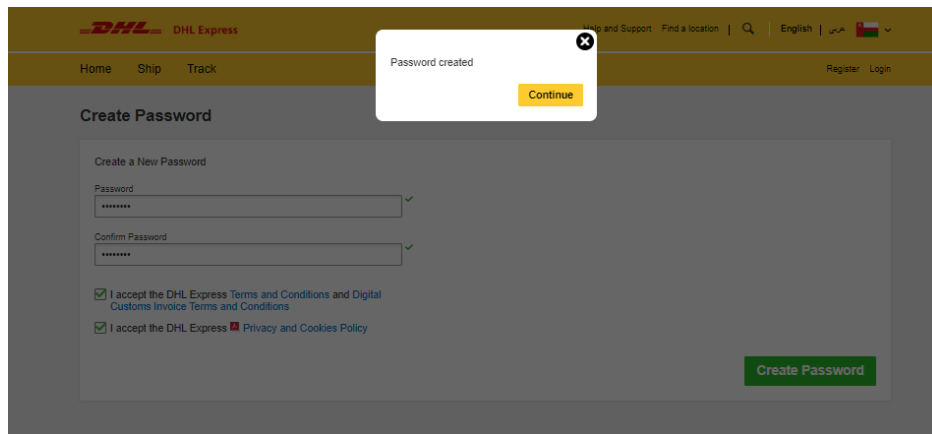 DHL DHL Express
Help and Support Find a location | English | عربي
Password created
Continue
Home Ship Track
Register Login
Create Password
Create a New Password
Password
••••••••
Confirm Password
••••••••
I accept the DHL Express Terms and Conditions and Digital
Customs Invoice Terms and Conditions
I accept the DHL Express Privacy and Cookies Policy
Create Password